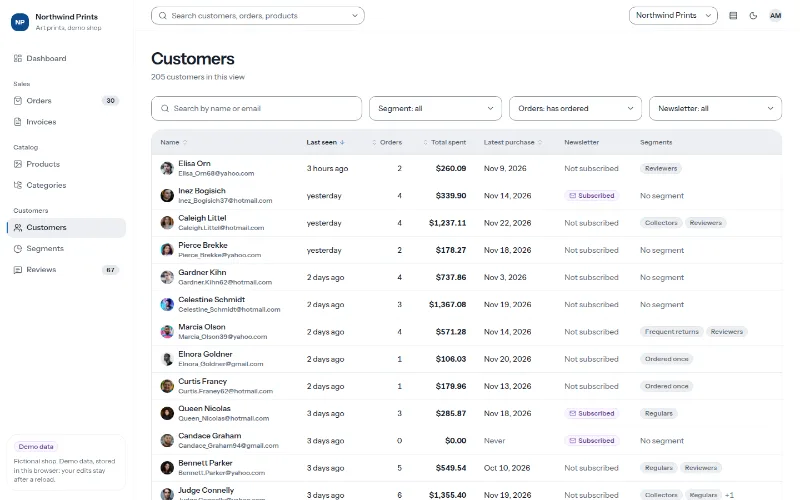 NP
Northwind Prints
Art prints, demo shop
Search customers, orders, products
Northwind Prints
AM
Dashboard
Sales
Orders 30
Invoices
Catalog
Products
Categories
Customers
Customers
Segments
Reviews 67
Demo data
Fictional shop. Demo data, stored
in this browser: your edits stay
after a reload.
Customers
205 customers in this view
Search by name or email
Segment: all
Orders: has ordered
Newsletter: all
Name Last seen Orders Total spent Latest purchase Newsletter Segments
Elisa Orn 3 hours ago 2 $260.09 Nov 9, 2026 Not subscribed Reviewers
Elisa_Orn68@yahoo.com
Inez Bogisich yesterday 4 $339.90 Nov 14, 2026 Subscribed No segment
Inez_Bogisich37@hotmail.com
Caleigh Littel yesterday 4 $1,237.11 Nov 22, 2026 Not subscribed Collectors Reviewers
Caleigh.Littel@hotmail.com
Pierce Brekke yesterday 2 $178.27 Nov 18, 2026 Not subscribed No segment
Pierce_Brekke@yahoo.com
Gardner Kihn 2 days ago 4 $737.86 Nov 3, 2026 Not subscribed No segment
Gardner.Kihn62@hotmail.com
Celestine Schmidt 2 days ago 3 $1,367.08 Nov 19, 2026 Not subscribed No segment
Celestine_Schmidt@hotmail.com
Marcia Olson 2 days ago 4 $571.28 Nov 14, 2026 Not subscribed Frequent returns Reviewers
Marcia_Olson39@yahoo.com
Elnora Goldner 2 days ago 1 $106.03 Nov 20, 2026 Not subscribed Ordered once
Elnora_Goldner@gmail.com
Curtis Franey 2 days ago 1 $179.96 Nov 13, 2026 Not subscribed Ordered once
Curtis.Franey62@hotmail.com
Queen Nicolas 3 days ago 3 $285.87 Nov 18, 2026 Subscribed Regulars
Queen_Nicolas@hotmail.com
Candace Graham 3 days ago 0 $0.00 Never Subscribed No segment
Candace_Graham94@gmail.com
Bennett Parker 3 days ago 5 $549.54 Oct 10, 2026 Not subscribed Regulars Reviewers
Bennett.Parker@yahoo.com
Judge Connelly 3 days ago 6 $1,355.40 Nov 19, 2026 Not subscribed Collectors Regulars +1